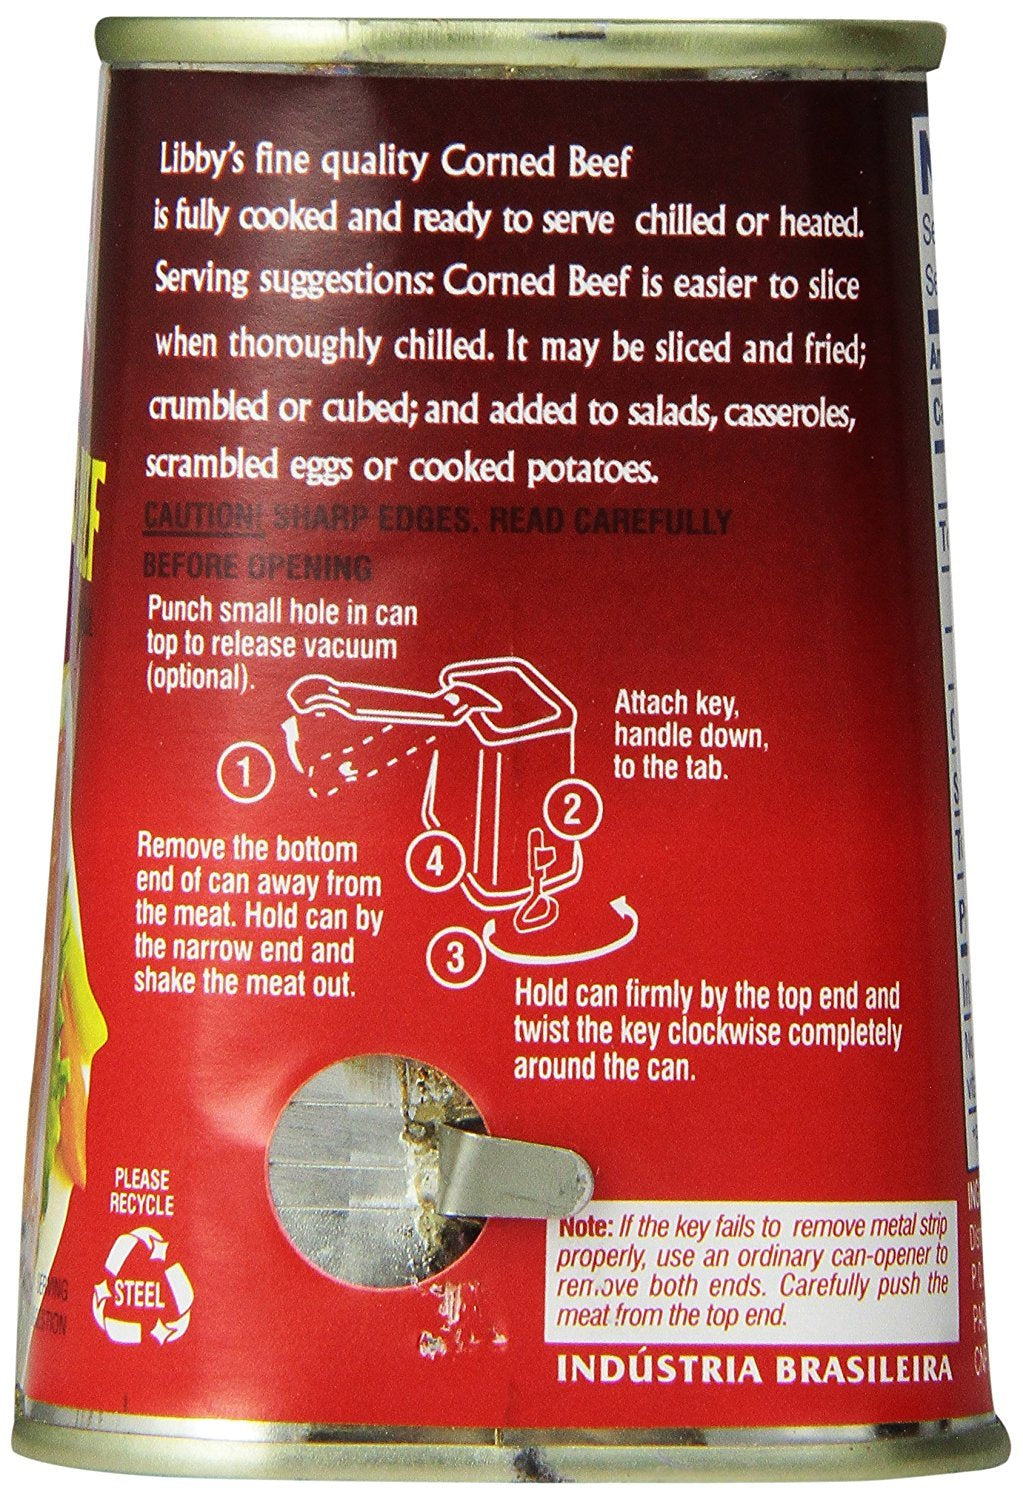 Libby's fine quality Corned Beef
is fully cooked and ready to serve chilled or heated.
Serving suggestions: Corned Beef is easier to slice
when thoroughly chilled. It may be sliced and fried;
crumbled or cubed; and added to salads, casseroles,
scrambled eggs or cooked potatoes.
CAUTION! SHARP EDGES. READ CAREFULLY
BEFORE OPENING
Punch small hole in can
top to release vacuum
(optional).
1
Attach key,
handle down,
to the tab.
2
Remove the bottom
end of can away from
the meat. Hold can by
the narrow end and
shake the meat out.
4
3
Hold can firmly by the top end and
twist the key clockwise completely
around the can.
PLEASE
RECYCLE
STEEL
Note: If the key fails to remove metal strip
properly, use an ordinary can-opener to
remove both ends. Carefully push the
meat from the top end.
INDÚSTRIA BRASILEIRA